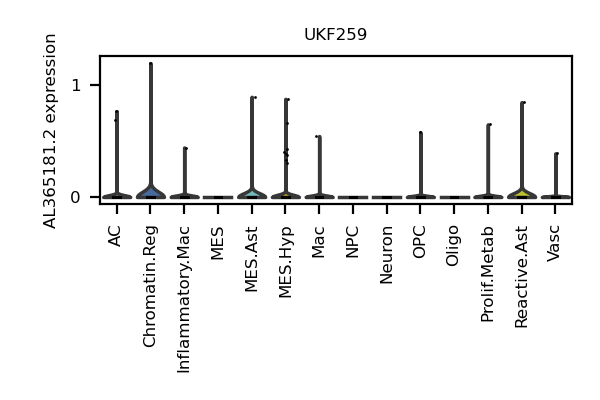 UKF259
AL365181.2 expression
1
0
AC
Chromatin.Reg
Inflammatory.Mac
MES
MES.Ast
MES.Hyp
Mac
NPC
Neuron
OPC
Oligo
Prolif.Metab
Reactive.Ast
Vasc